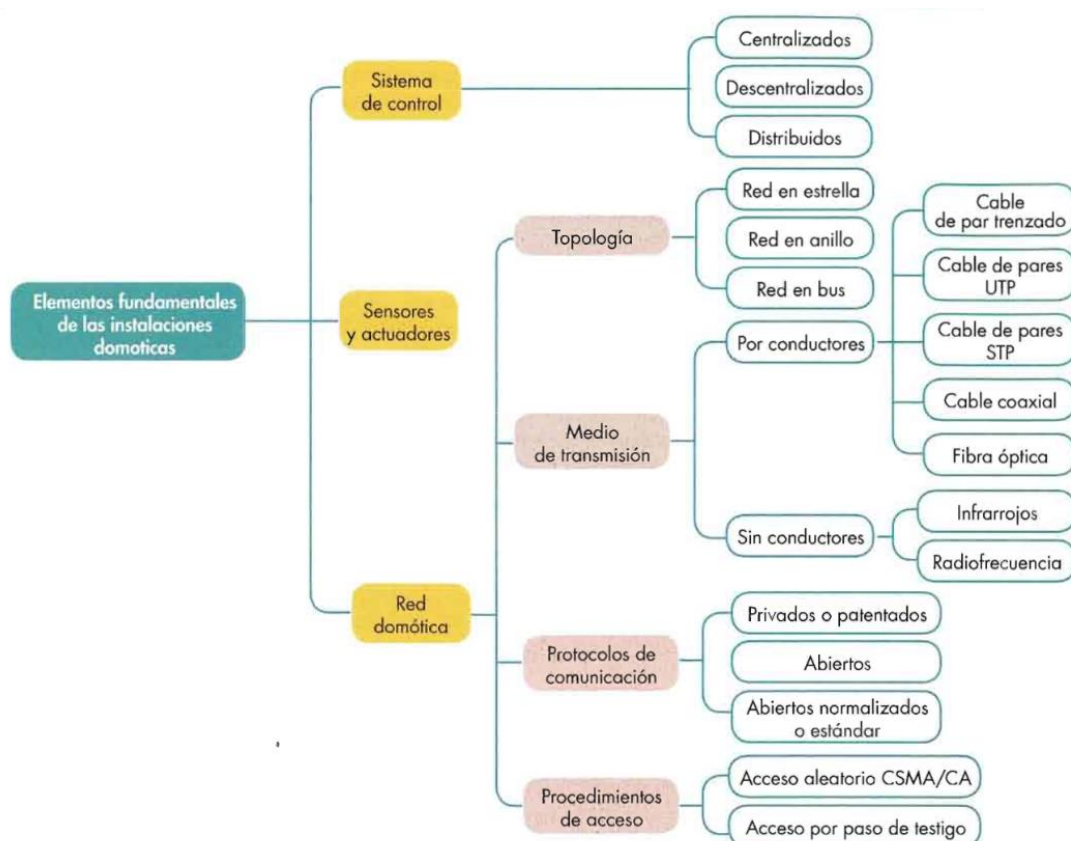 Elementos fundamentales
de las instalaciones
domoticas
Sistema
de control
Centralizados
Descentralizados
Distribuidos
Sensores
y actuadores
Red
domótica
Topología
Red en estrella
Red en anillo
Red en bus
Medio
de transmisión
Por conductores
Cable
de par trenzado
Cable de pares
UTP
Cable de pares
STP
Cable coaxial
Fibra óptica
Sin conductores
Infrarrojos
Radiofrecuencia
Protocolos de
comunicación
Privados o patentados
Abiertos
Abiertos normalizados
o estándar
Procedimientos
de acceso
Acceso aleatorio CSMA/CA
Acceso por paso de testigo